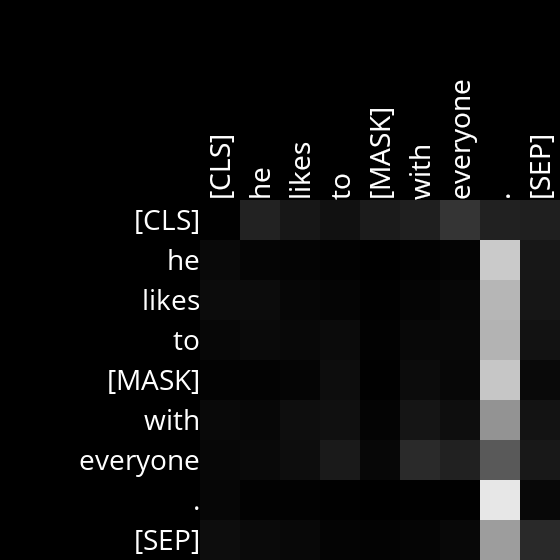 [CLS]
he
likes
to
[MASK]
with
everyone
.
[SEP]
[CLS]
he
likes
to
[MASK]
with
everyone
.
[SEP]